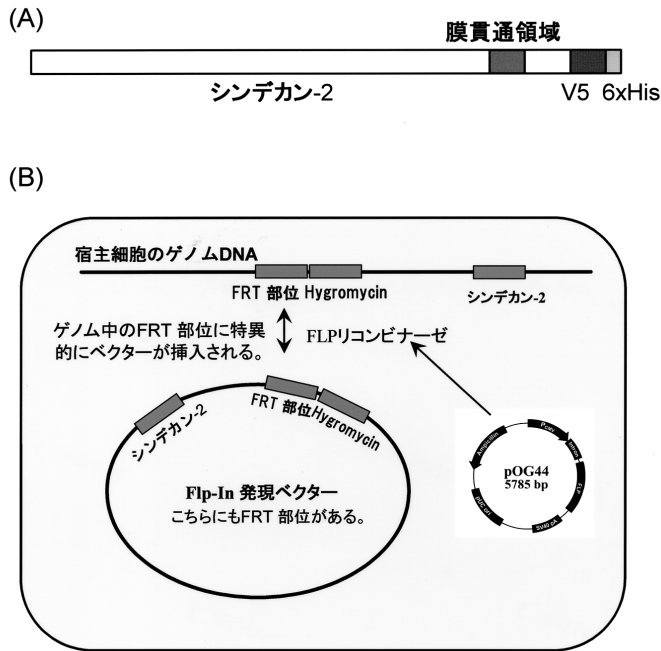 (A)
膜貫通領域
シンデカン-2
V5 6xHis
(B)
宿主細胞のゲノムDNA
FRT 部位 Hygromycin
シンデカン-2
ゲノム中のFRT 部位に特異
的にベクターが挿入される。
FLPリコンビナーゼ
シンデカン-2
FRT 部位 Hygromycin
Flp-In 発現ベクター
こちらにもFRT 部位がある。
PCMV
Intron
FLP
SV40 pA
pUC ori
Ampicillin
pOG44
5785 bp